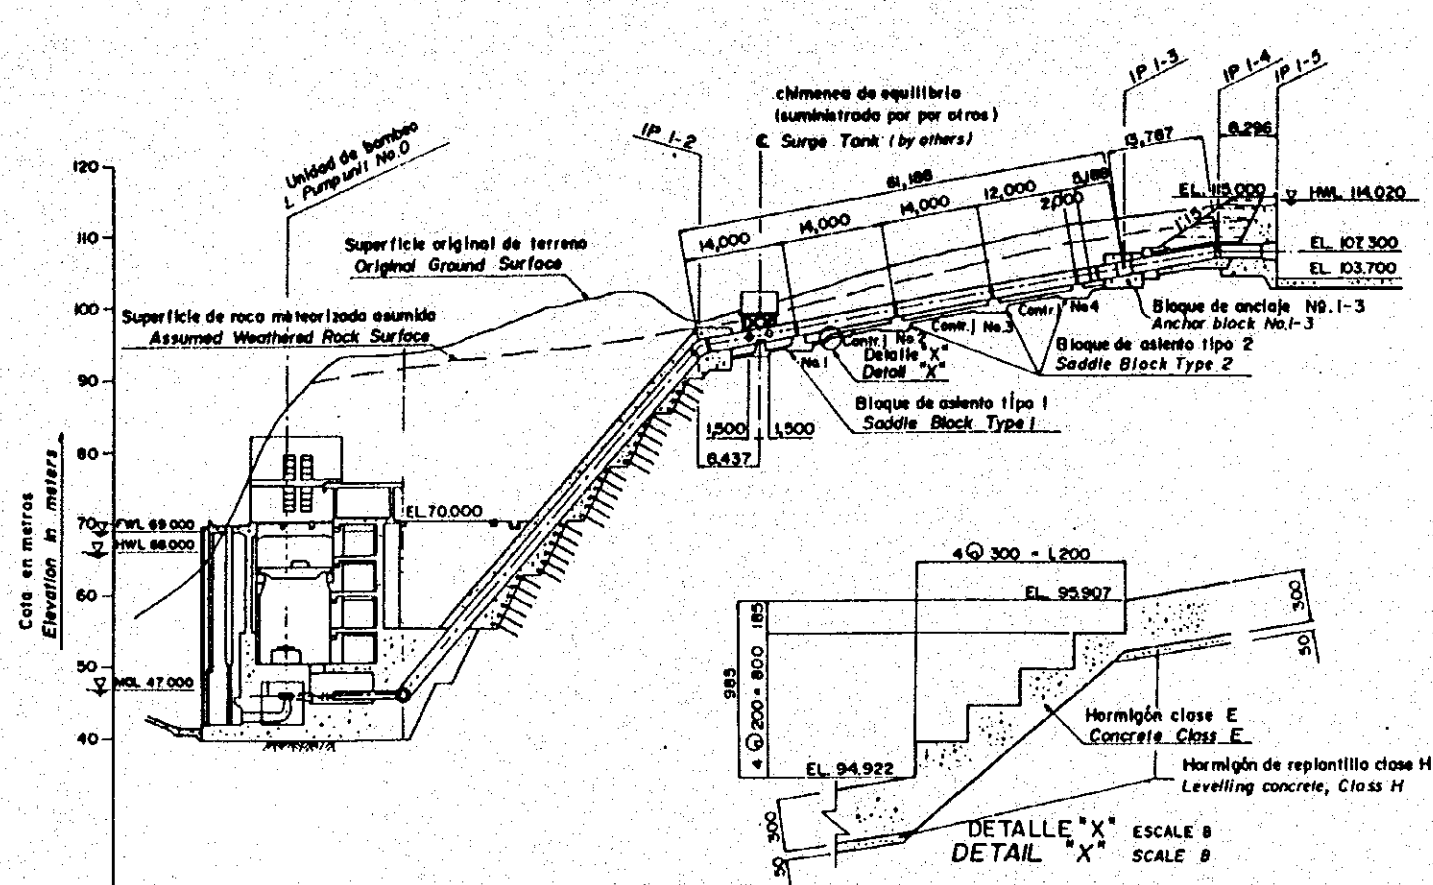 IP 1-3
IP 1-4
IP 1-5
chimenea de equilibrio
(suministrada por por otros)
Surge Tank (by others)
IP 1-2
Unidad de bombeo
Pump unit No.0
13,787
8,296
61,186
5,186
12,000
2,000
14,000
14,000
14,000
EL. 115.000
HWL 114.020
1:1.5
EL. 107.300
EL. 103.700
120
110
100
90
80
70
60
50
40
Cota en metros
Elevation in meters
Superficie original de terreno
Original Ground Surface
Superficie de roca meteorizada asumida
Assumed Weathered Rock Surface
Bloque de anclaje Nº.1-3
Anchor block No.1-3
Contr.j No.4
Contr.j No.3
Contr.j No.2
No.1
Detalle "X"
Detail "X"
Bloque de asiento tipo 2
Saddle Block Type 2
Bloque de asiento tipo 1
Saddle Block Type 1
1,500
1,500
8,437
FWL 69.000
HWL 66.000
MOL 47.000
EL.70.000
4 @ 300 = 1,200
EL. 95.907
300
50
185
985
4 @ 200 = 800
EL. 94.922
300
50
Hormigón clase E
Concrete Class E
Hormigón de replantillo clase H
Levelling concrete, Class H
DETALLE "X" ESCALE B
DETAIL "X" SCALE B